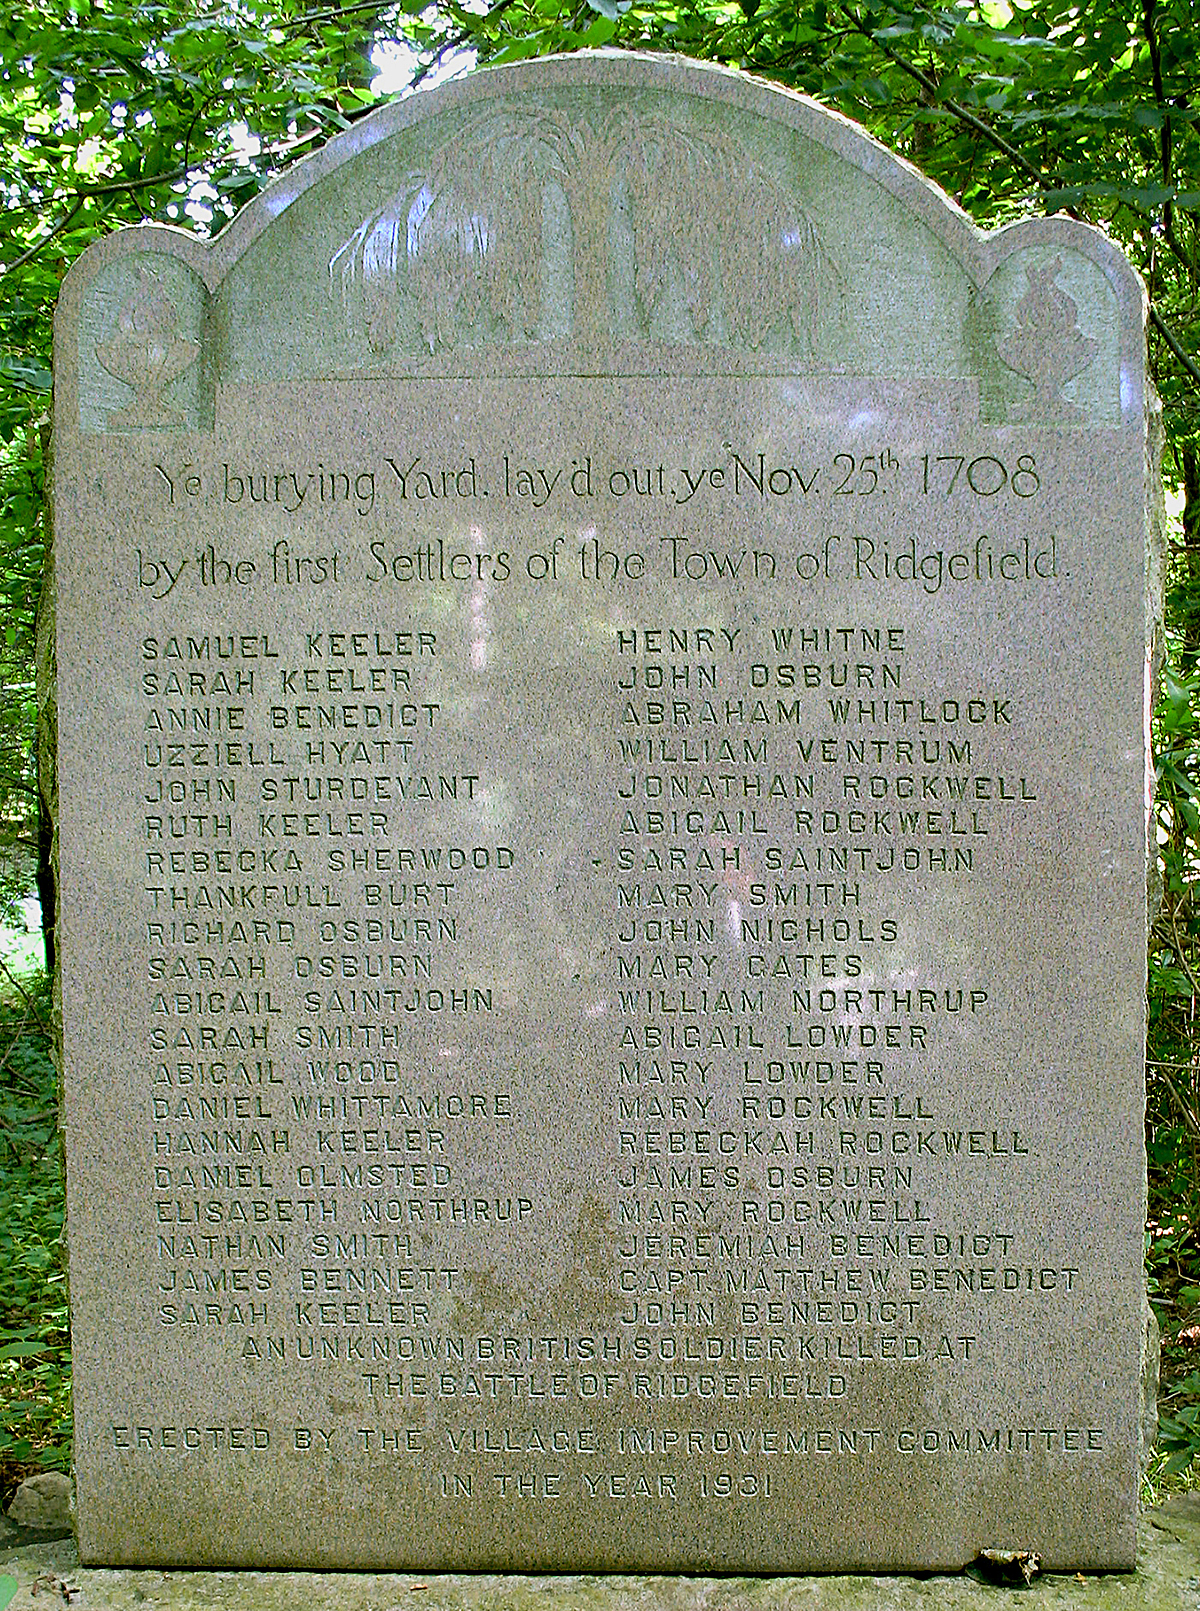 Ye burying Yard. lay'd out, ye Nov. 25.th 1708
by the first Settlers of the Town of Ridgefield.
SAMUEL KEELER
SARAH KEELER
ANNIE BENEDICT
UZZIELL HYATT
JOHN STURDEVANT
RUTH KEELER
REBECKA SHERWOOD
THANKFULL BURT
RICHARD OSBURN
SARAH OSBURN
ABIGAIL SAINTJOHN
SARAH SMITH
ABIGAIL WOOD
DANIEL WHITTAMORE
HANNAH KEELER
DANIEL OLMSTED
ELISABETH NORTHRUP
NATHAN SMITH
JAMES BENNETT
SARAH KEELER
HENRY WHITNE
JOHN OSBURN
ABRAHAM WHITLOCK
WILLIAM VENTRUM
JONATHAN ROCKWELL
ABIGAIL ROCKWELL
SARAH SAINTJOHN
MARY SMITH
JOHN NICHOLS
MARY GATES
WILLIAM NORTHRUP
ABIGAIL LOWDER
MARY LOWDER
MARY ROCKWELL
REBECKAH ROCKWELL
JAMES OSBURN
MARY ROCKWELL
JEREMIAH BENEDICT
CAPT. MATTHEW BENEDICT
JOHN BENEDICT
AN UNKNOWN BRITISH SOLDIER KILLED AT
THE BATTLE OF RIDGEFIELD
ERECTED BY THE VILLAGE IMPROVEMENT COMMITTEE
IN THE YEAR 1931